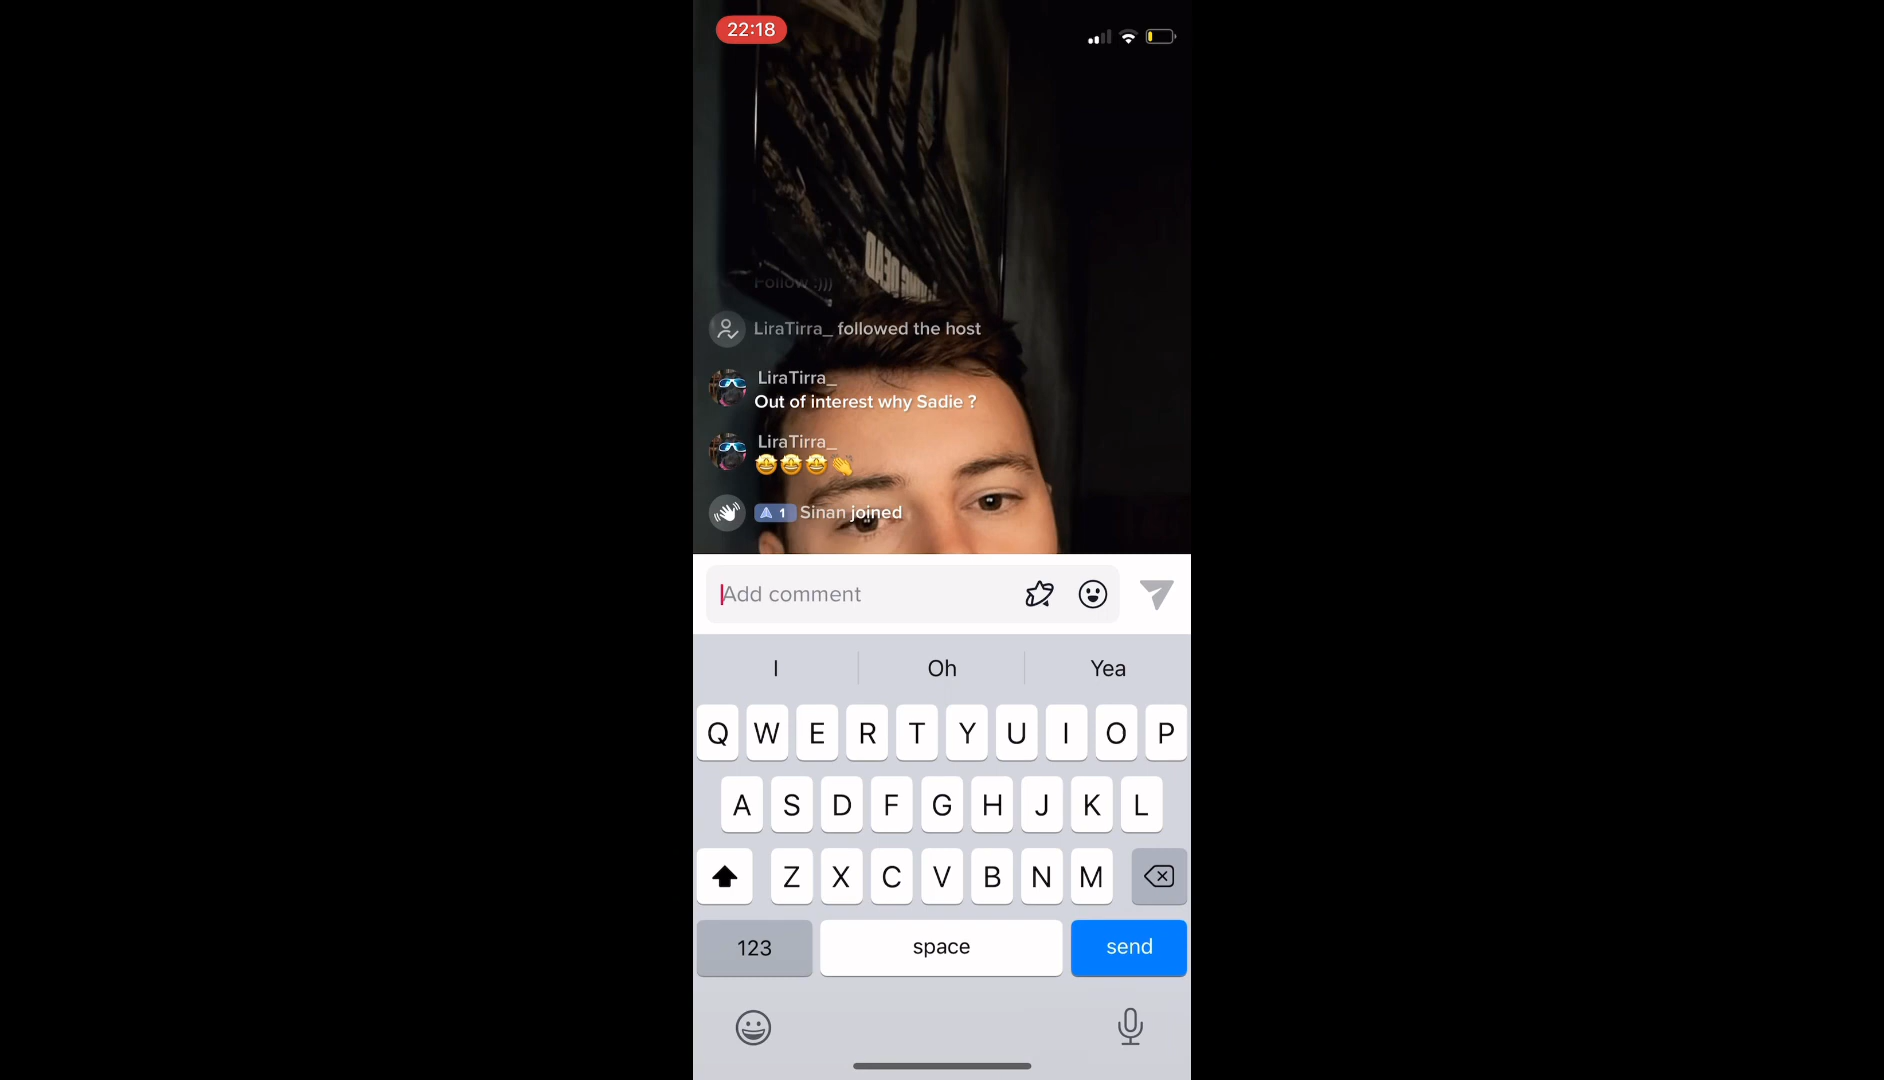 22:18
Follow :)))
LiraTirra_ followed the host
LiraTirra_
Out of interest why Sadie ?
LiraTirra_
🤩🤩🤩👏
1 Sinan joined
Add comment
I Oh Yea
Q W E R T Y U I O P
A S D F G H J K L
Z X C V B N M
123 space send